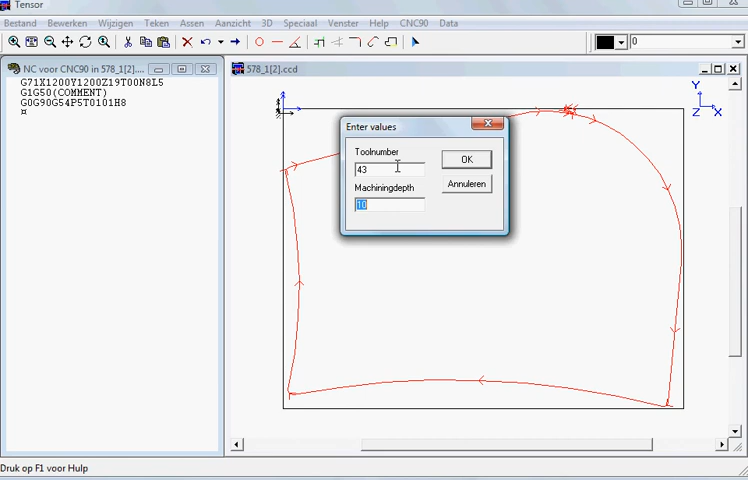 Tensor
Bestand Bewerken Wijzigen Teken Assen Aanzicht 3D Speciaal Venster Help CNC90 Data
0
NC voor CNC90 in 578_1[2]....
578_1[2].ccd
G71X1200Y1200Z19T00N8L5
G1G50(COMMENT)
G0G90G54P5T0101H8
¤
Y
Z X
Enter values
Toolnumber
OK
43
Annuleren
Machiningdepth
10
Druk op F1 voor Hulp